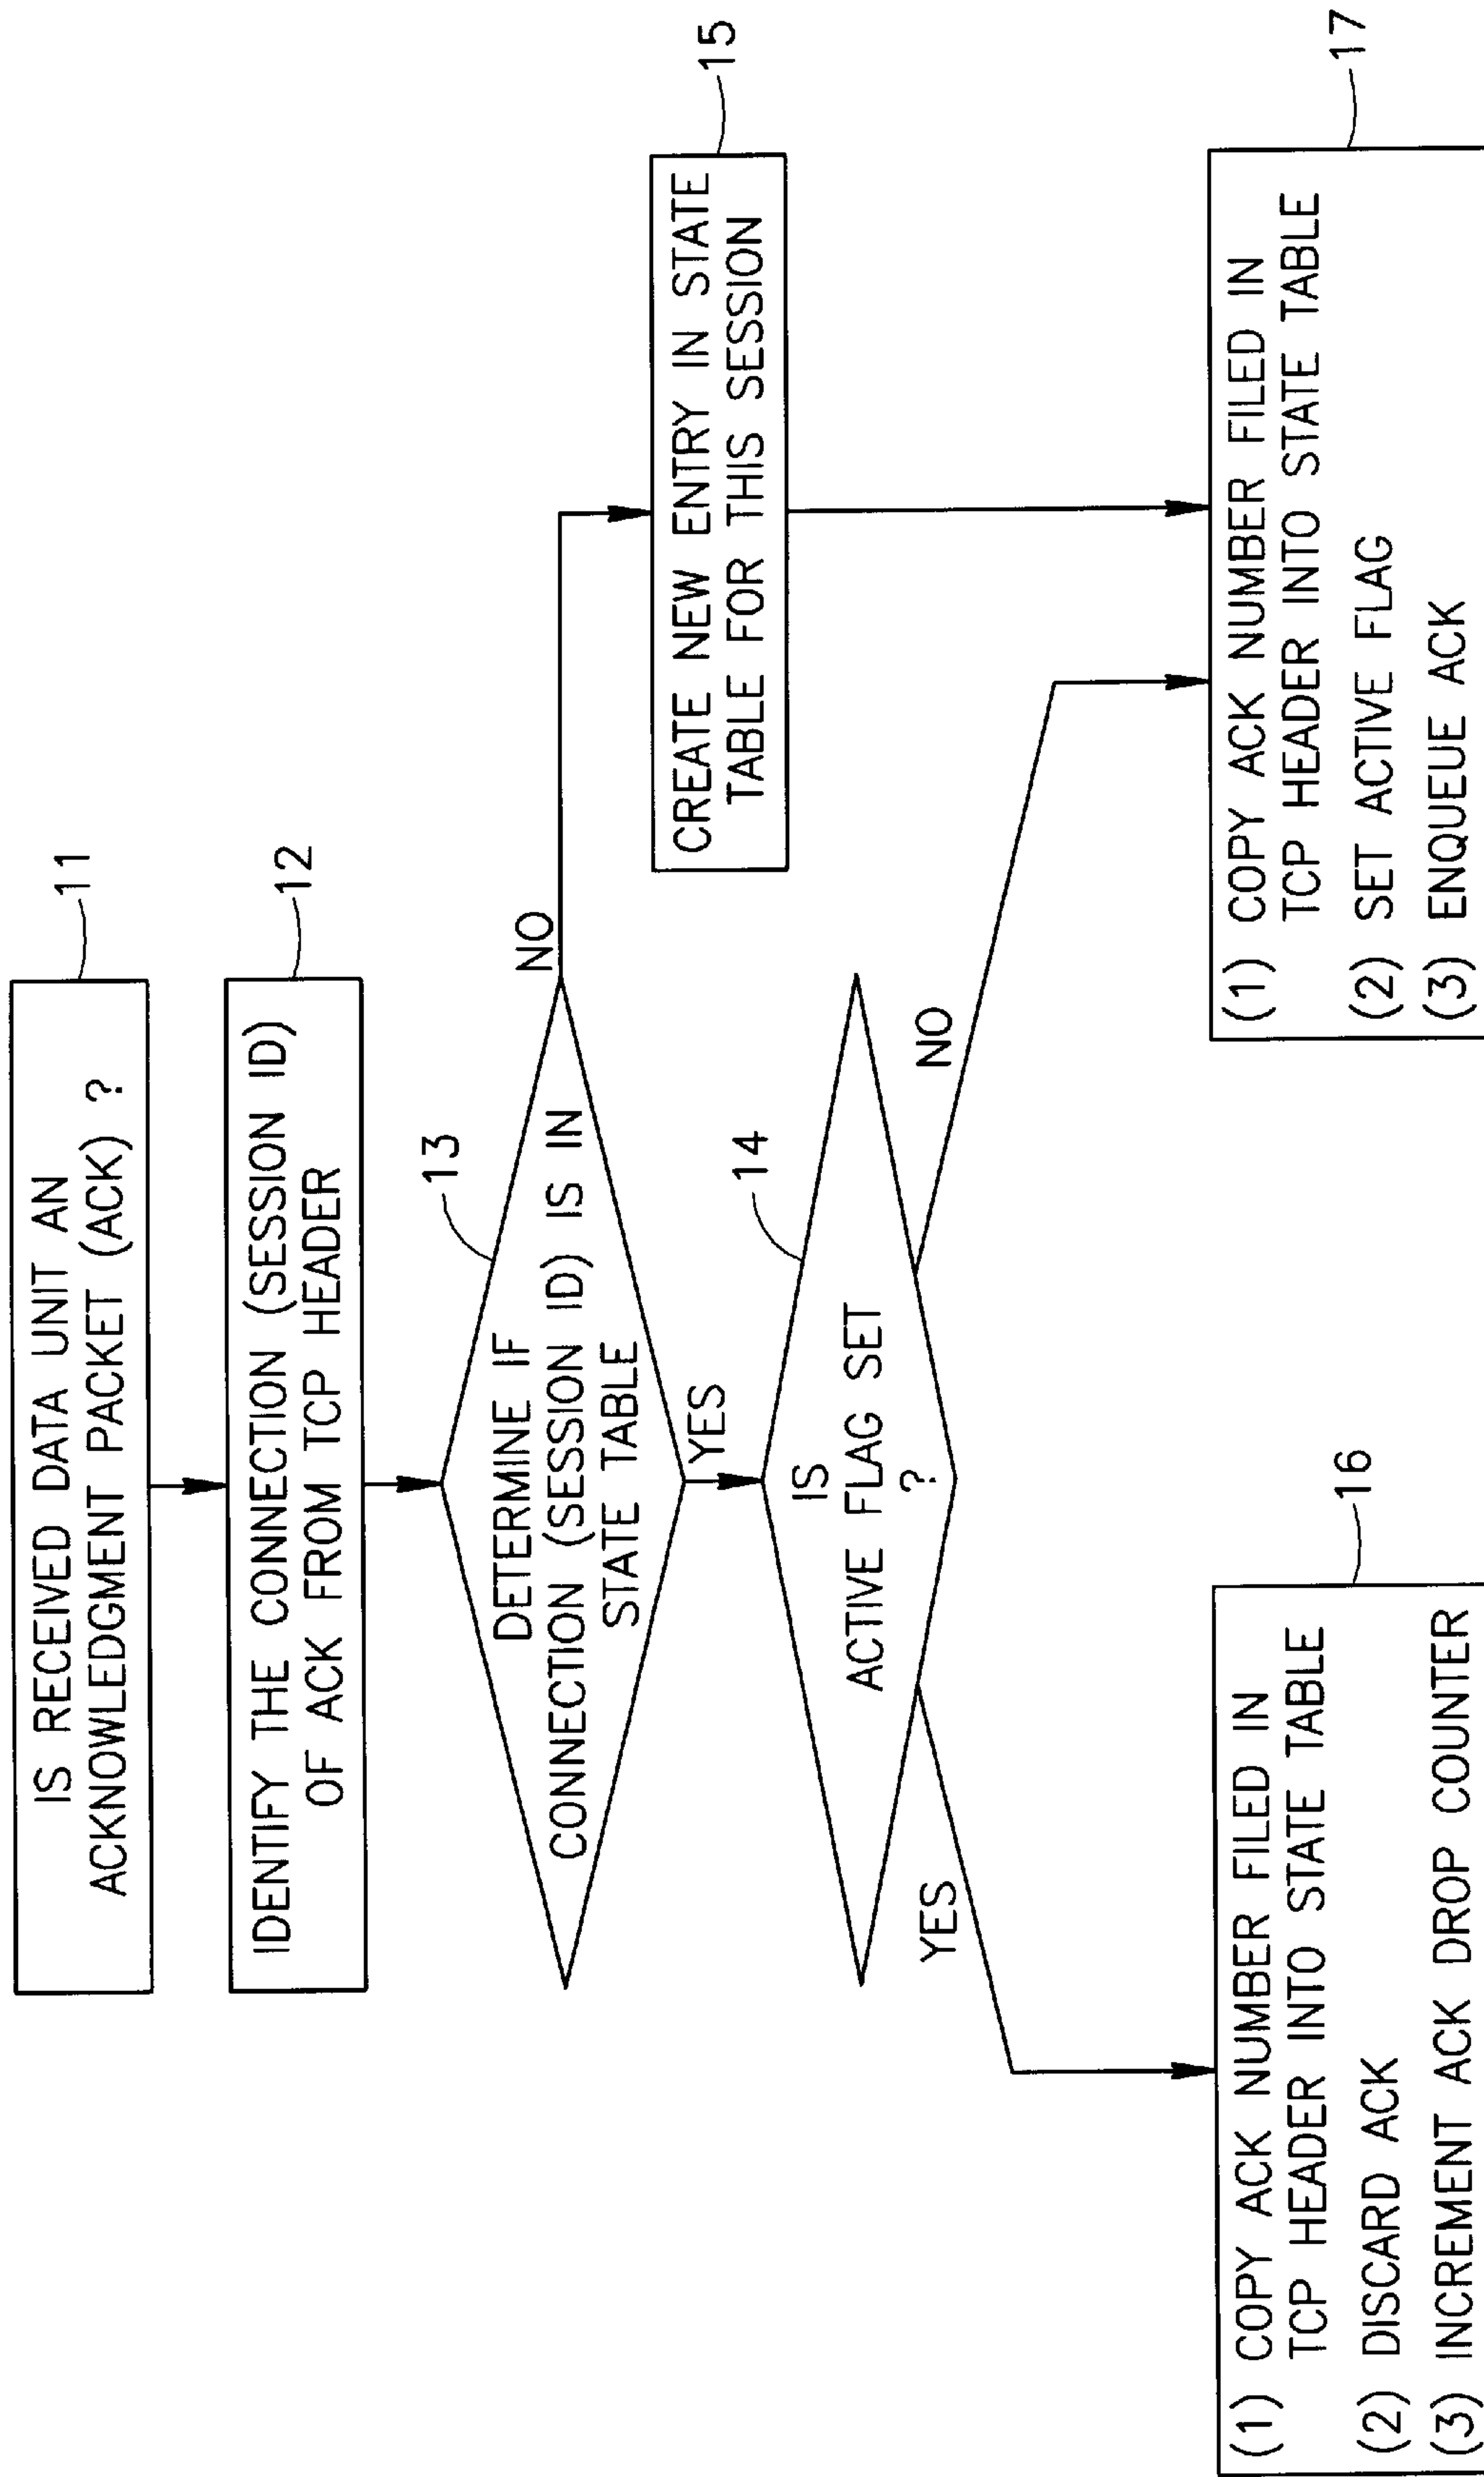 IS RECEIVED DATA UNIT AN
ACKNOWLEDGMENT PACKET (ACK) ?
11
IDENTIFY THE CONNECTION (SESSION ID)
OF ACK FROM TCP HEADER
12
DETERMINE IF
CONNECTION (SESSION ID) IS IN
STATE TABLE
13
NO
YES
CREATE NEW ENTRY IN STATE
TABLE FOR THIS SESSION
15
IS
ACTIVE FLAG SET
?
14
YES
NO
(1) COPY ACK NUMBER FILED IN
TCP HEADER INTO STATE TABLE
(2) DISCARD ACK
(3) INCREMENT ACK DROP COUNTER
16
(1) COPY ACK NUMBER FILED IN
TCP HEADER INTO STATE TABLE
(2) SET ACTIVE FLAG
(3) ENQUEUE ACK
17